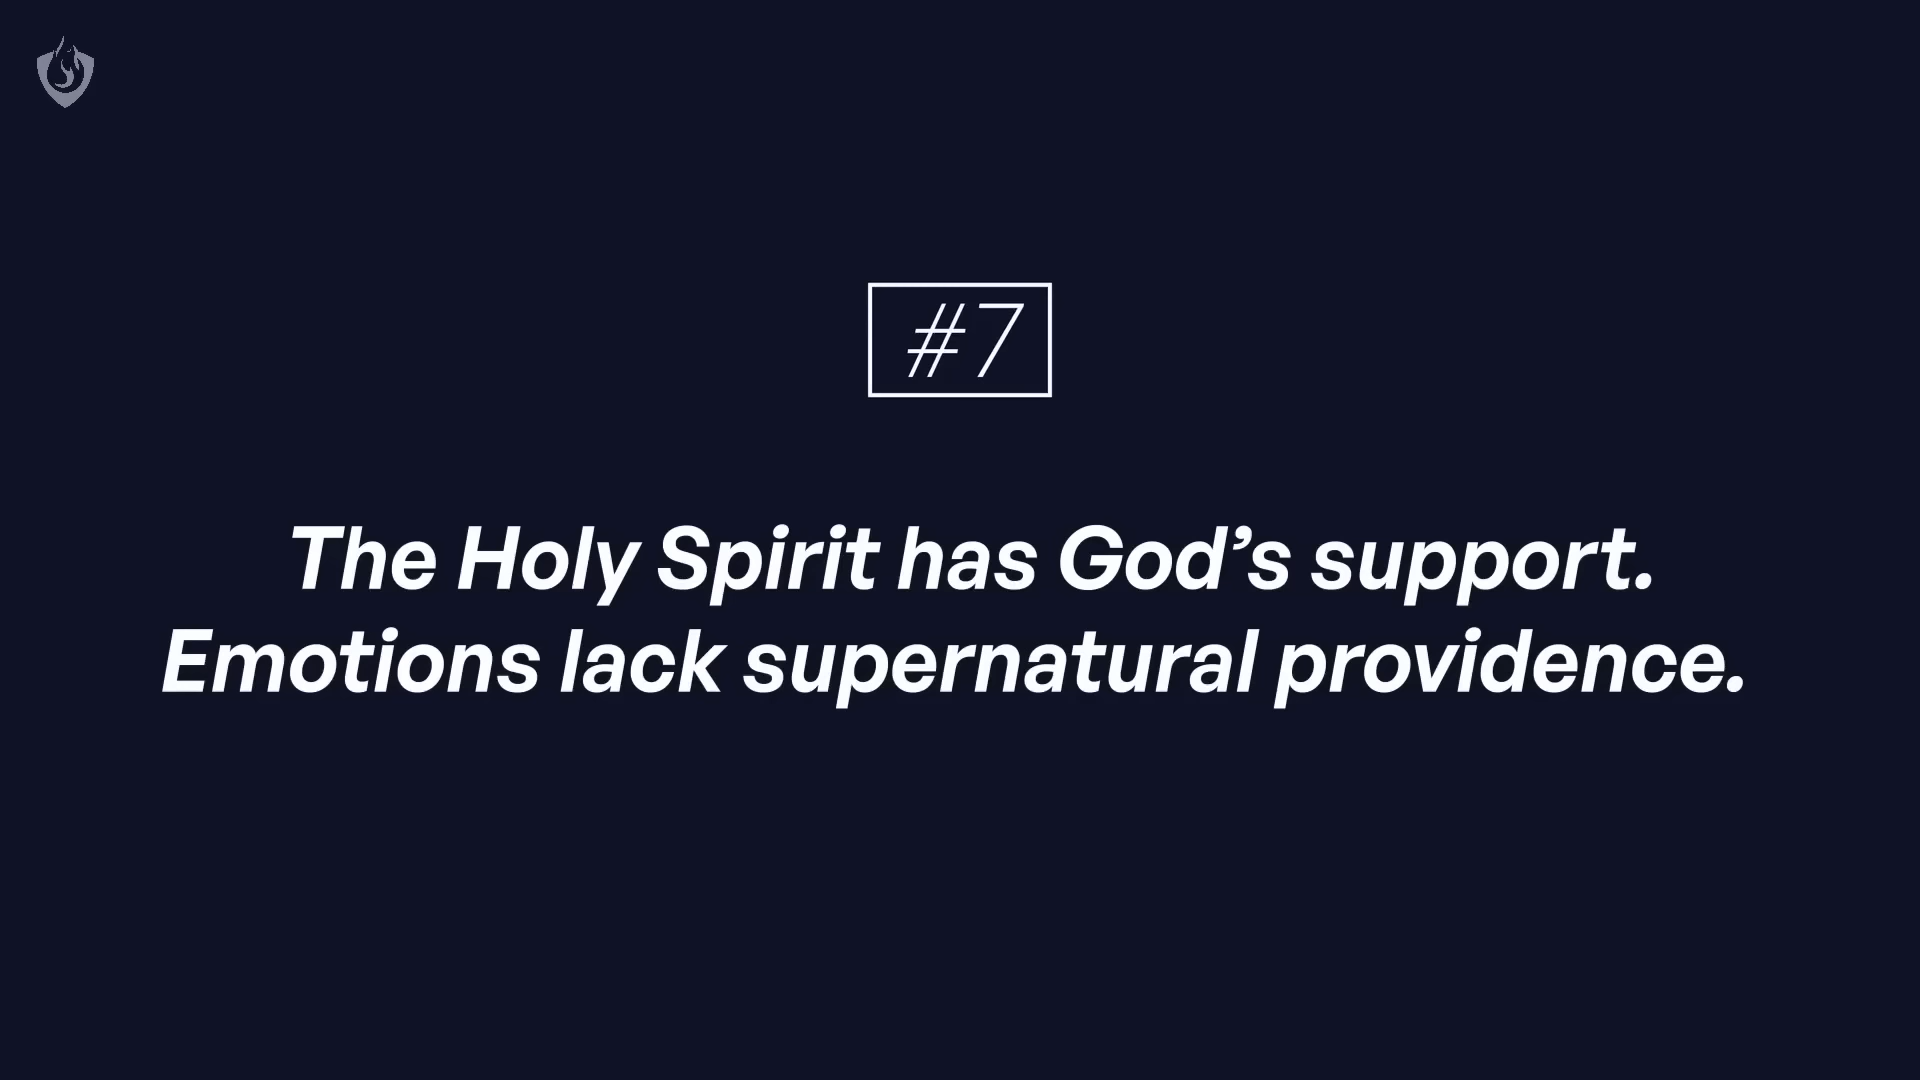 #7
The Holy Spirit has God’s support.
Emotions lack supernatural providence.